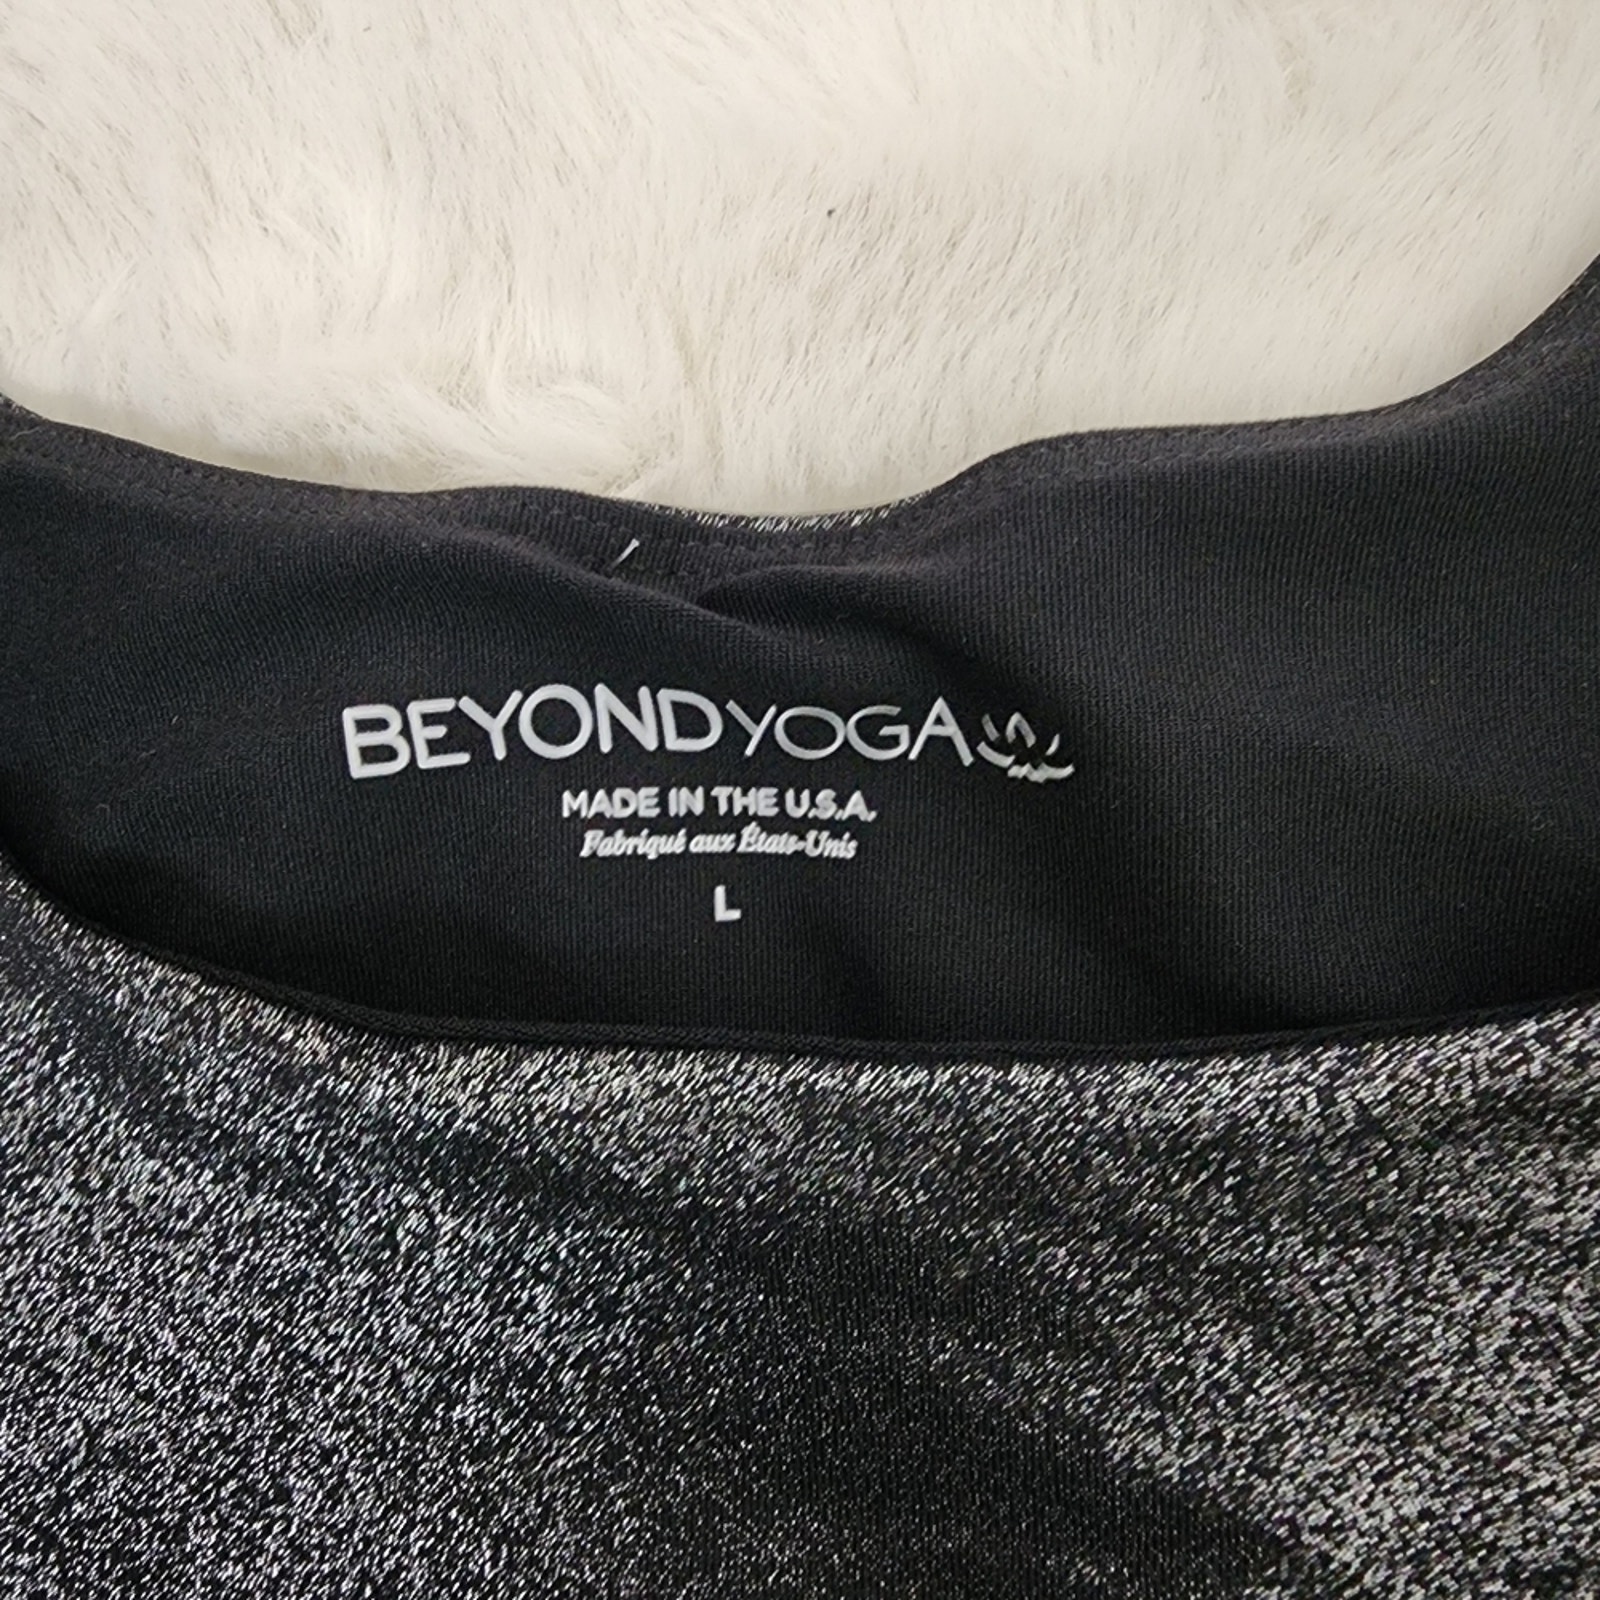 BEYONDYOGA
MADE IN THE U.S.A.
Fabriqué aux États-Unis
L